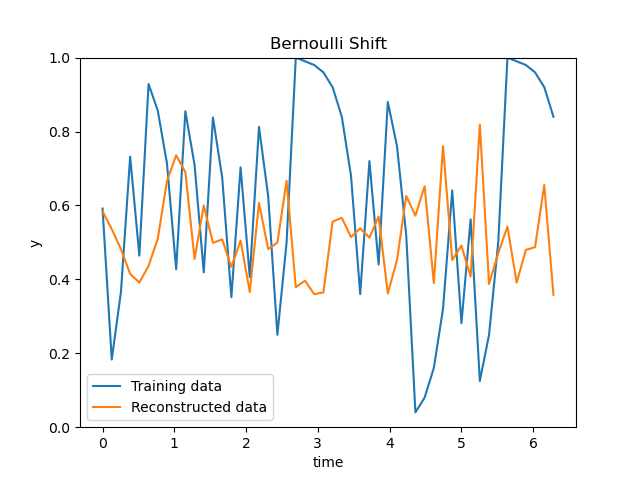 Bernoulli Shift
1.0
0.8
0.6
0.4
0.2
0.0
y
Training data
Reconstructed data
0 1 2 3 4 5 6
time